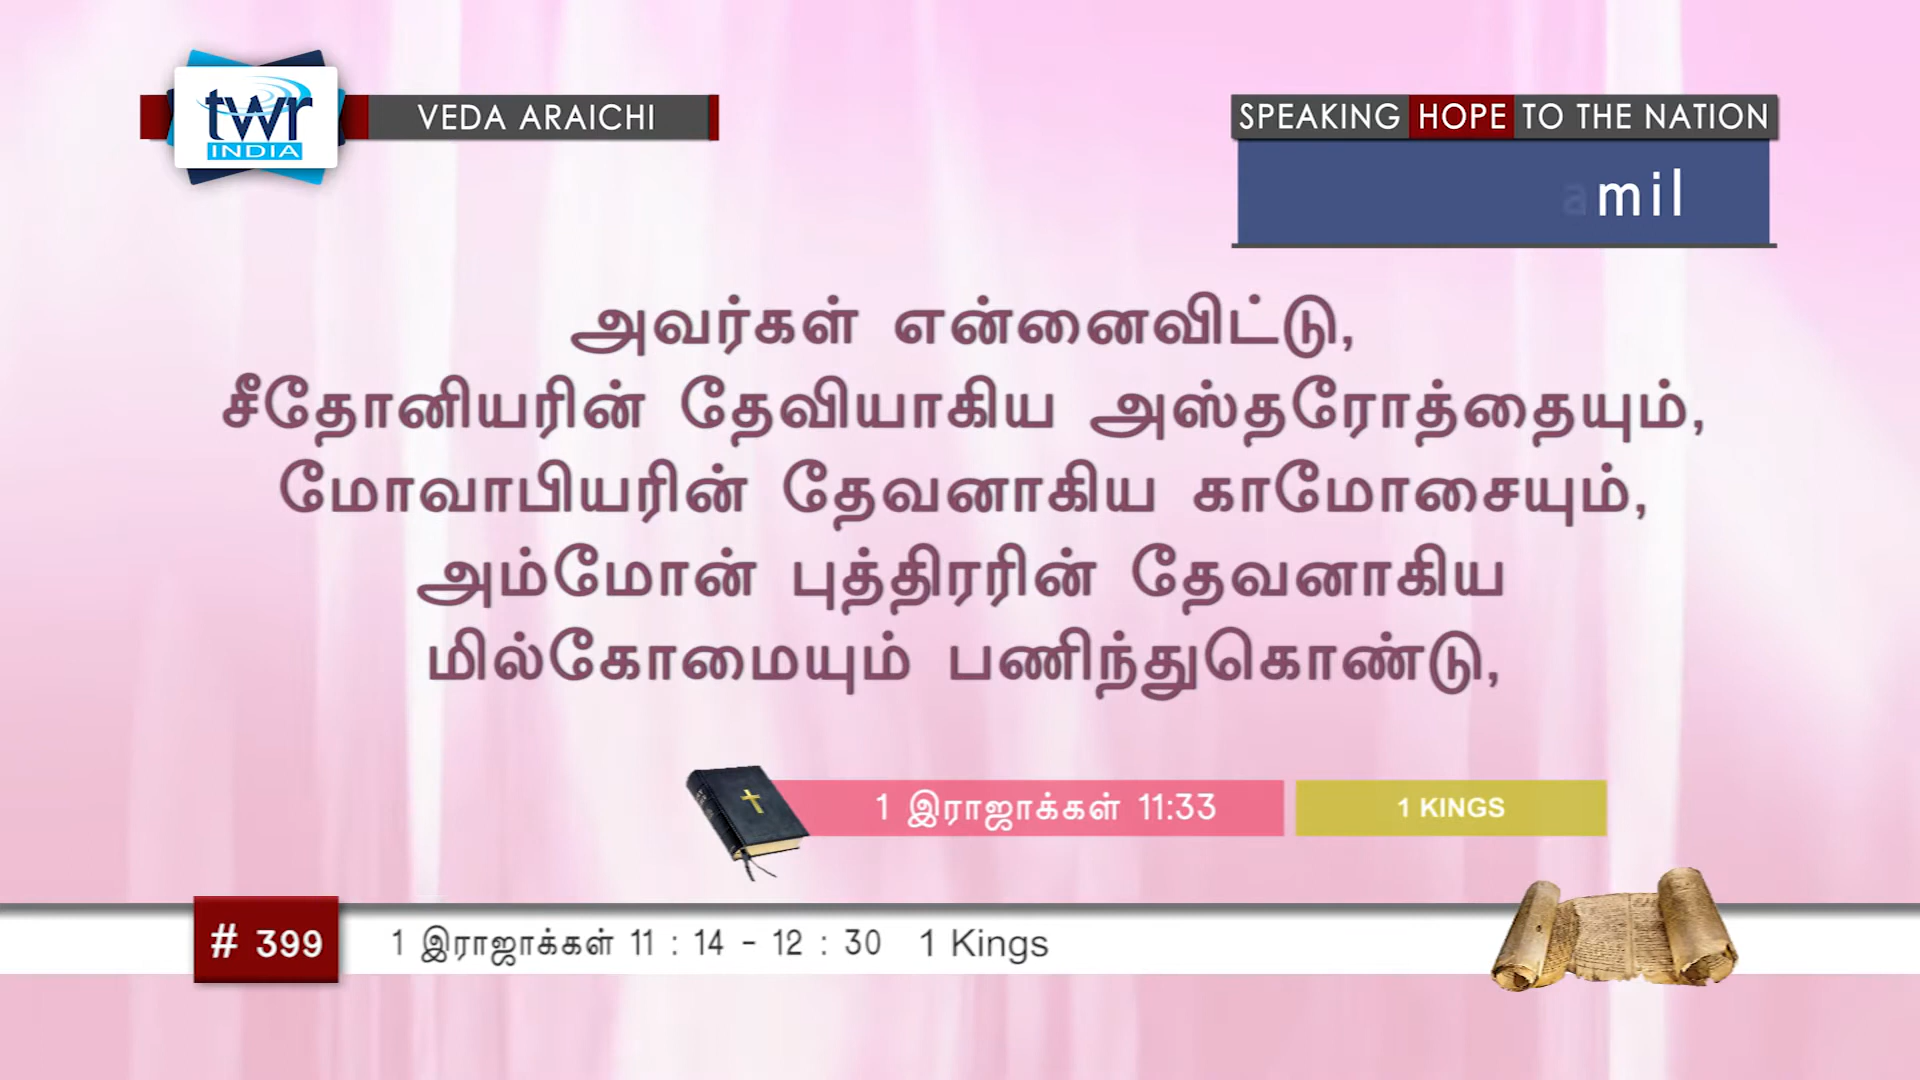 twr
INDIA
VEDA ARAICHI
SPEAKING HOPE TO THE NATION
amil
அவர்கள் என்னைவிட்டு,
சீதோனியரின் தேவியாகிய அஸ்தரோத்தையும்,
மோவாபியரின் தேவனாகிய காமோசையும்,
அம்மோன் புத்திரரின் தேவனாகிய
மில்கோமையும் பணிந்துகொண்டு,
1 இராஜாக்கள் 11:33
1 KINGS
# 399
1 இராஜாக்கள் 11 : 14 - 12 : 30 1 Kings